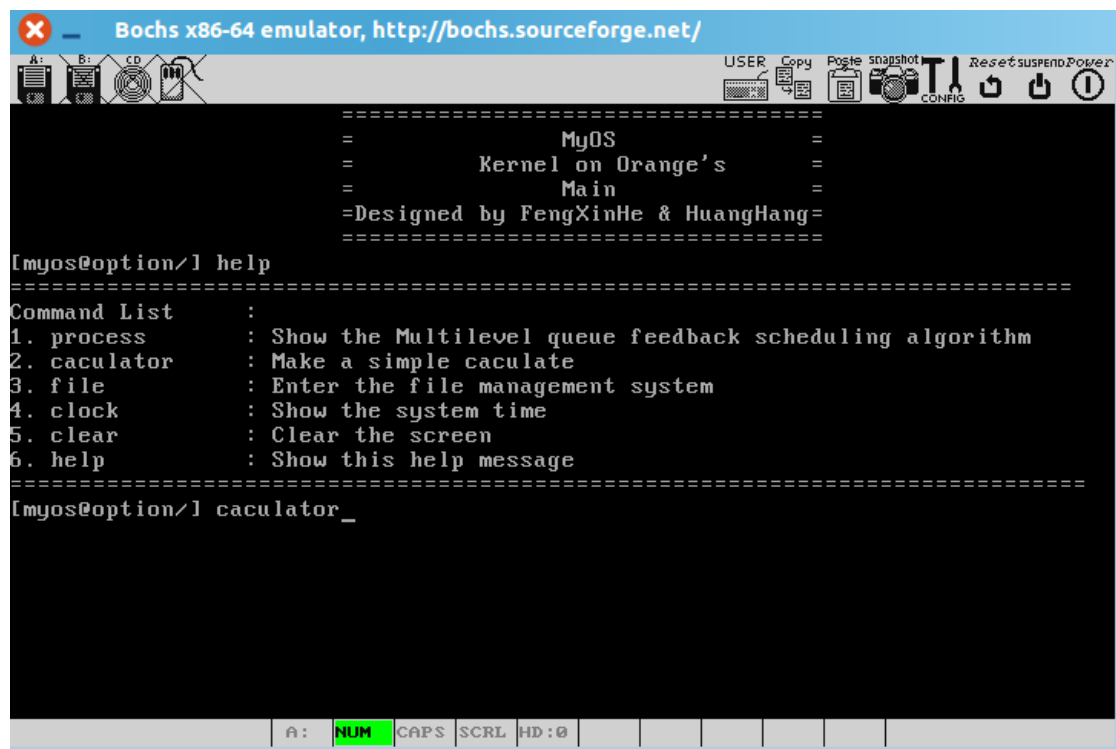 Bochs x86-64 emulator, http://bochs.sourceforge.net/
A: B: CD USER Copy Paste snapshot CONFIG Reset SUSPEND Power
===================================
= MyOS =
= Kernel on Orange's =
= Main =
=Designed by FengXinHe & HuangHang=
===================================
[myos@option/] help
=============================================================================
Command List :
1. process : Show the Multilevel queue feedback scheduling algorithm
2. caculator : Make a simple caculate
3. file : Enter the file management system
4. clock : Show the system time
5. clear : Clear the screen
6. help : Show this help message
==============================================================================
[myos@option/] caculator_
A: NUM CAPS SCRL HD:0